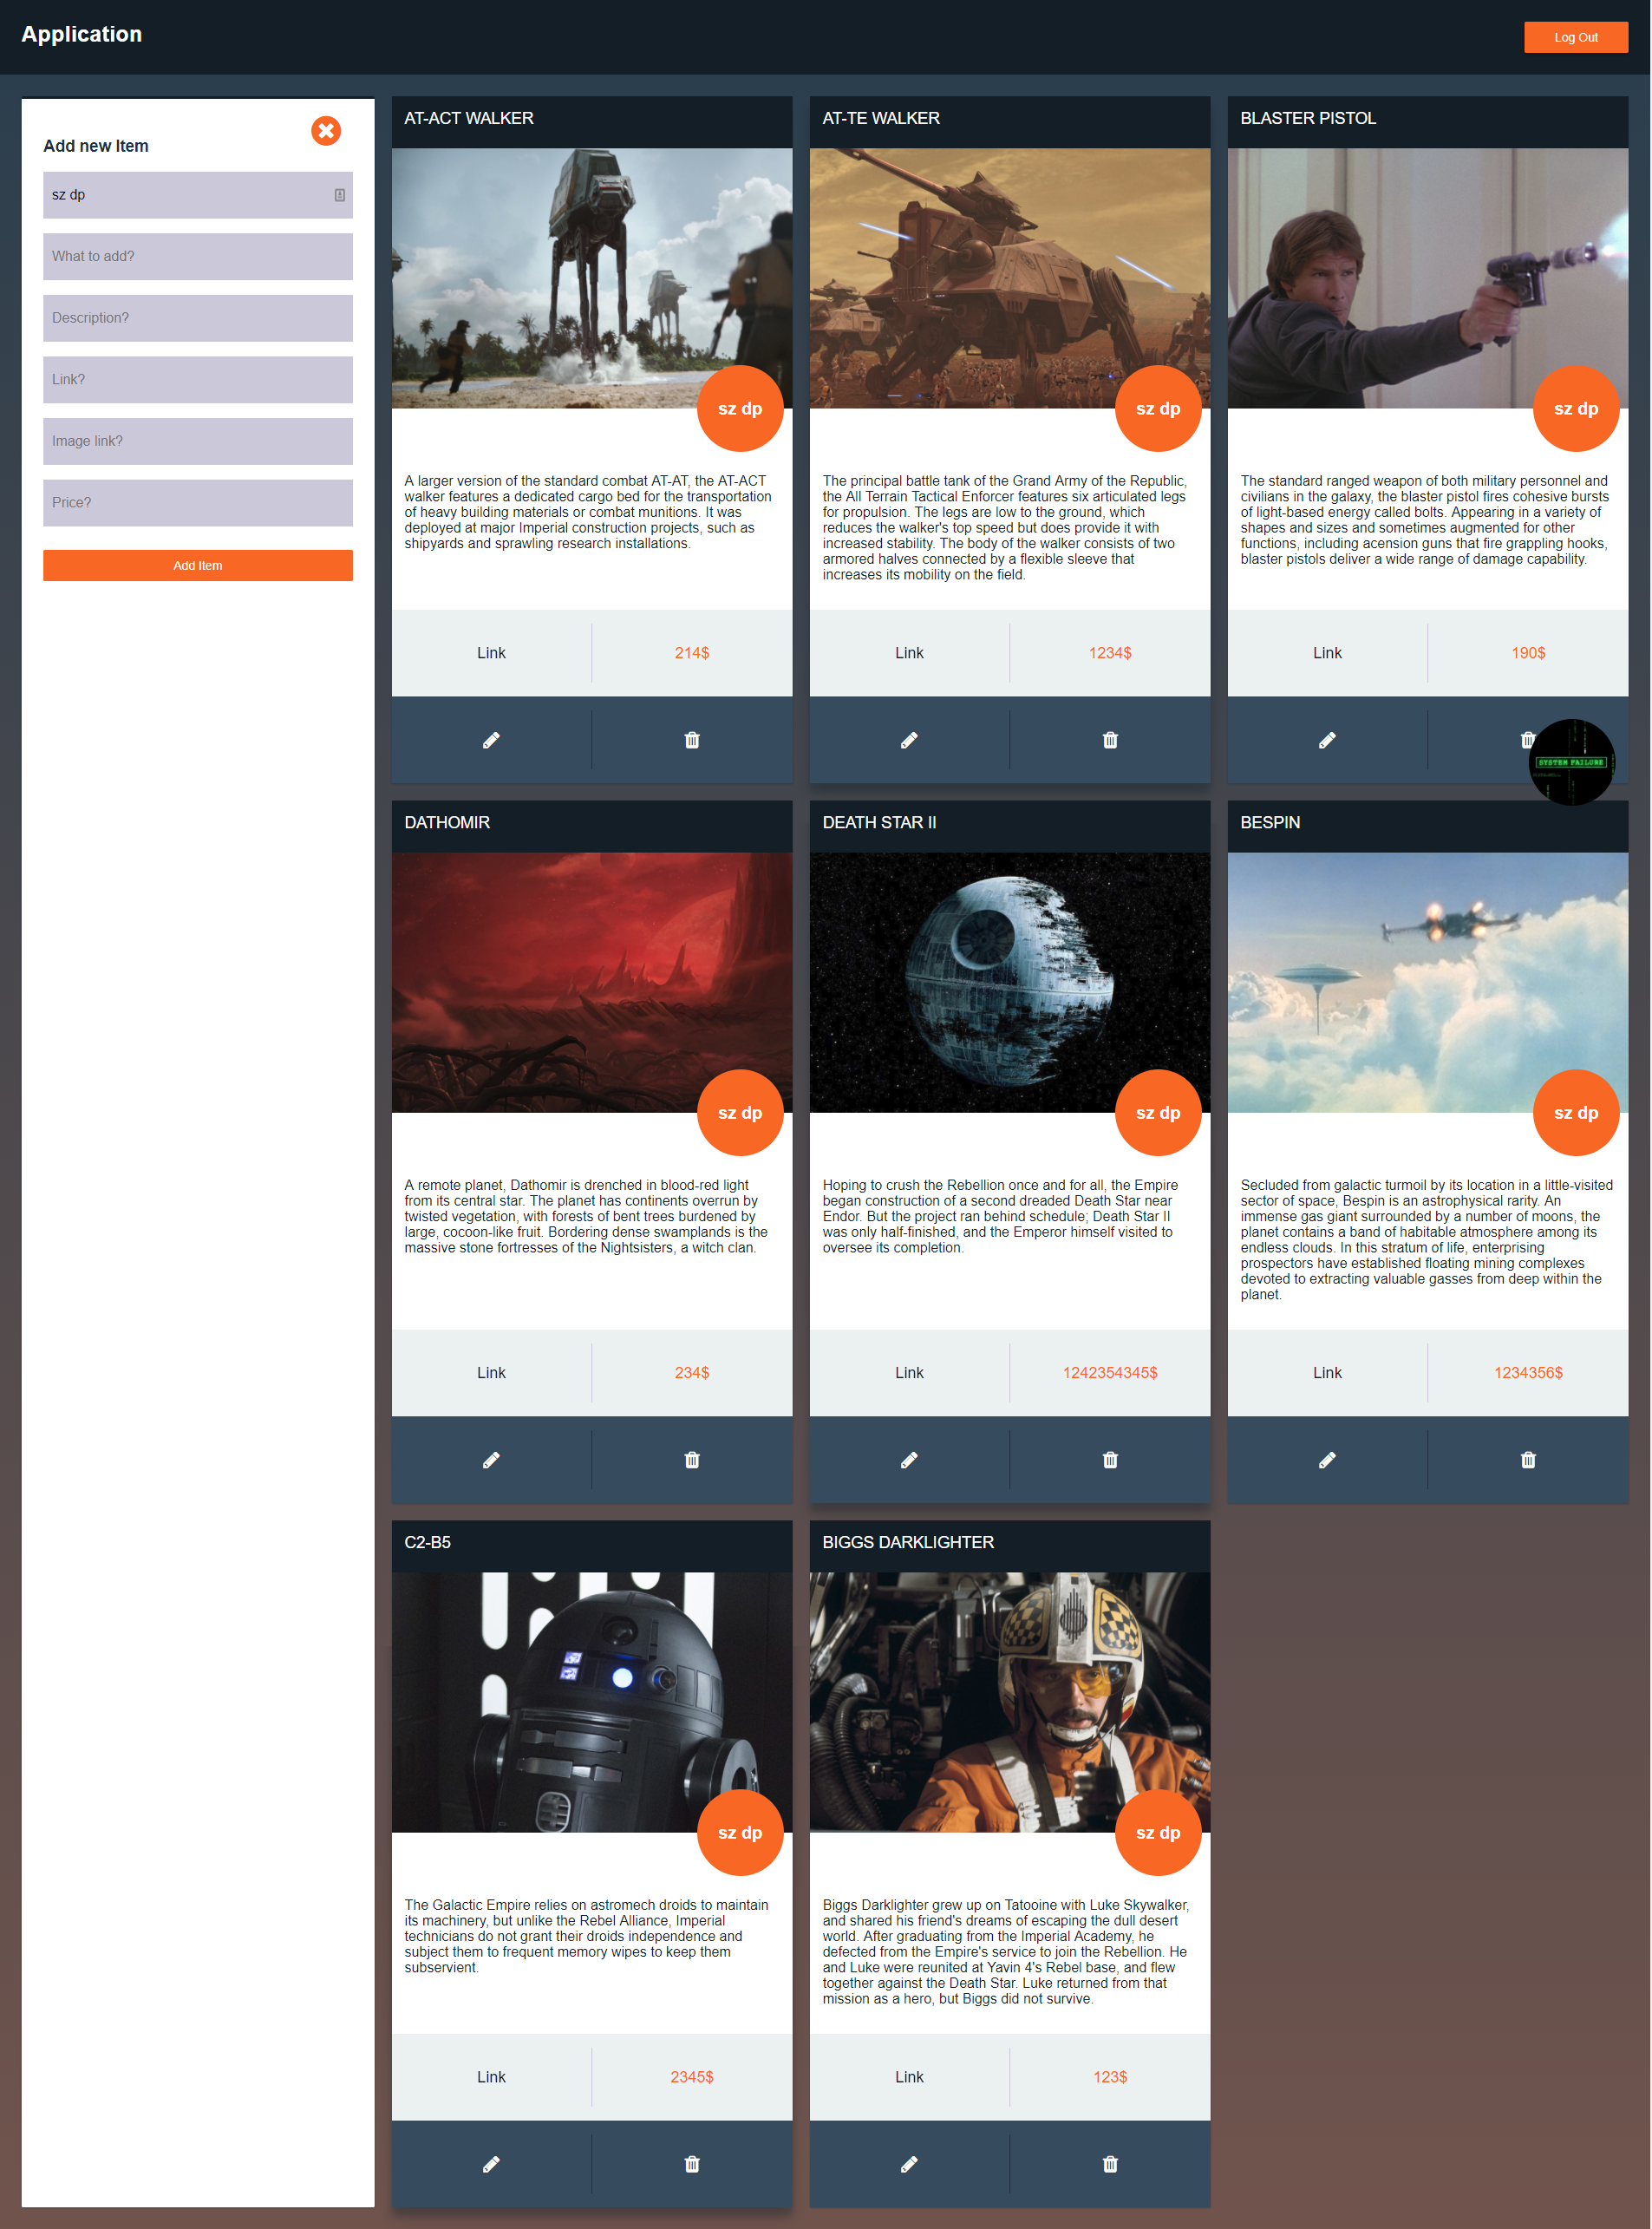 Application
Log Out
Add new Item
sz dp
What to add?
Description?
Link?
Image link?
Price?
Add Item
AT-ACT WALKER
sz dp
A larger version of the standard combat AT-AT, the AT-ACT
walker features a dedicated cargo bed for the transportation
of heavy building materials or combat munitions. It was
deployed at major Imperial construction projects, such as
shipyards and sprawling research installations.
Link
214$
AT-TE WALKER
sz dp
The principal battle tank of the Grand Army of the Republic,
the All Terrain Tactical Enforcer features six articulated legs
for propulsion. The legs are low to the ground, which
reduces the walker's top speed but does provide it with
increased stability. The body of the walker consists of two
armored halves connected by a flexible sleeve that
increases its mobility on the field.
Link
1234$
BLASTER PISTOL
sz dp
The standard ranged weapon of both military personnel and
civilians in the galaxy, the blaster pistol fires cohesive bursts
of light-based energy called bolts. Appearing in a variety of
shapes and sizes and sometimes augmented for other
functions, including acension guns that fire grappling hooks,
blaster pistols deliver a wide range of damage capability.
Link
190$
SYSTEM FAILURE
DATHOMIR
sz dp
A remote planet, Dathomir is drenched in blood-red light
from its central star. The planet has continents overrun by
twisted vegetation, with forests of bent trees burdened by
large, cocoon-like fruit. Bordering dense swamplands is the
massive stone fortresses of the Nightsisters, a witch clan.
Link
234$
DEATH STAR II
sz dp
Hoping to crush the Rebellion once and for all, the Empire
began construction of a second dreaded Death Star near
Endor. But the project ran behind schedule; Death Star II
was only half-finished, and the Emperor himself visited to
oversee its completion.
Link
1242354345$
BESPIN
sz dp
Secluded from galactic turmoil by its location in a little-visited
sector of space, Bespin is an astrophysical rarity. An
immense gas giant surrounded by a number of moons, the
planet contains a band of habitable atmosphere among its
endless clouds. In this stratum of life, enterprising
prospectors have established floating mining complexes
devoted to extracting valuable gasses from deep within the
planet.
Link
1234356$
C2-B5
sz dp
The Galactic Empire relies on astromech droids to maintain
its machinery, but unlike the Rebel Alliance, Imperial
technicians do not grant their droids independence and
subject them to frequent memory wipes to keep them
subservient.
Link
2345$
BIGGS DARKLIGHTER
sz dp
Biggs Darklighter grew up on Tatooine with Luke Skywalker,
and shared his friend's dreams of escaping the dull desert
world. After graduating from the Imperial Academy, he
defected from the Empire's service to join the Rebellion. He
and Luke were reunited at Yavin 4's Rebel base, and flew
together against the Death Star. Luke returned from that
mission as a hero, but Biggs did not survive.
Link
123$